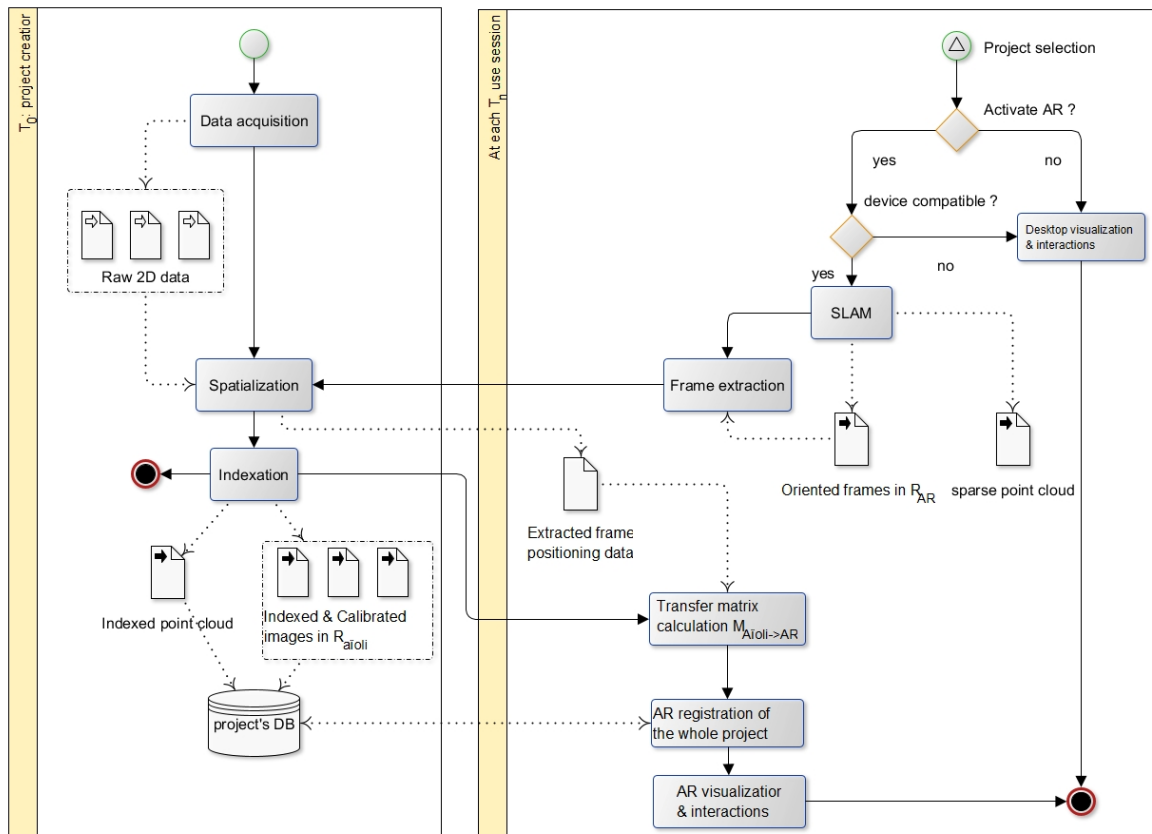 T0: project creation
Data acquisition
Raw 2D data
Spatialization
Indexation
Indexed point cloud
Indexed & Calibrated
images in Raïoli
project's DB
At each Tn use session
Project selection
Activate AR ?
yes
no
device compatible ?
Desktop visualization
& interactions
no
yes
SLAM
Frame extraction
Oriented frames in RAR
sparse point cloud
Extracted frame
positioning data
Transfer matrix
calculation MAïoli->AR
AR registration of
the whole project
AR visualization
& interactions